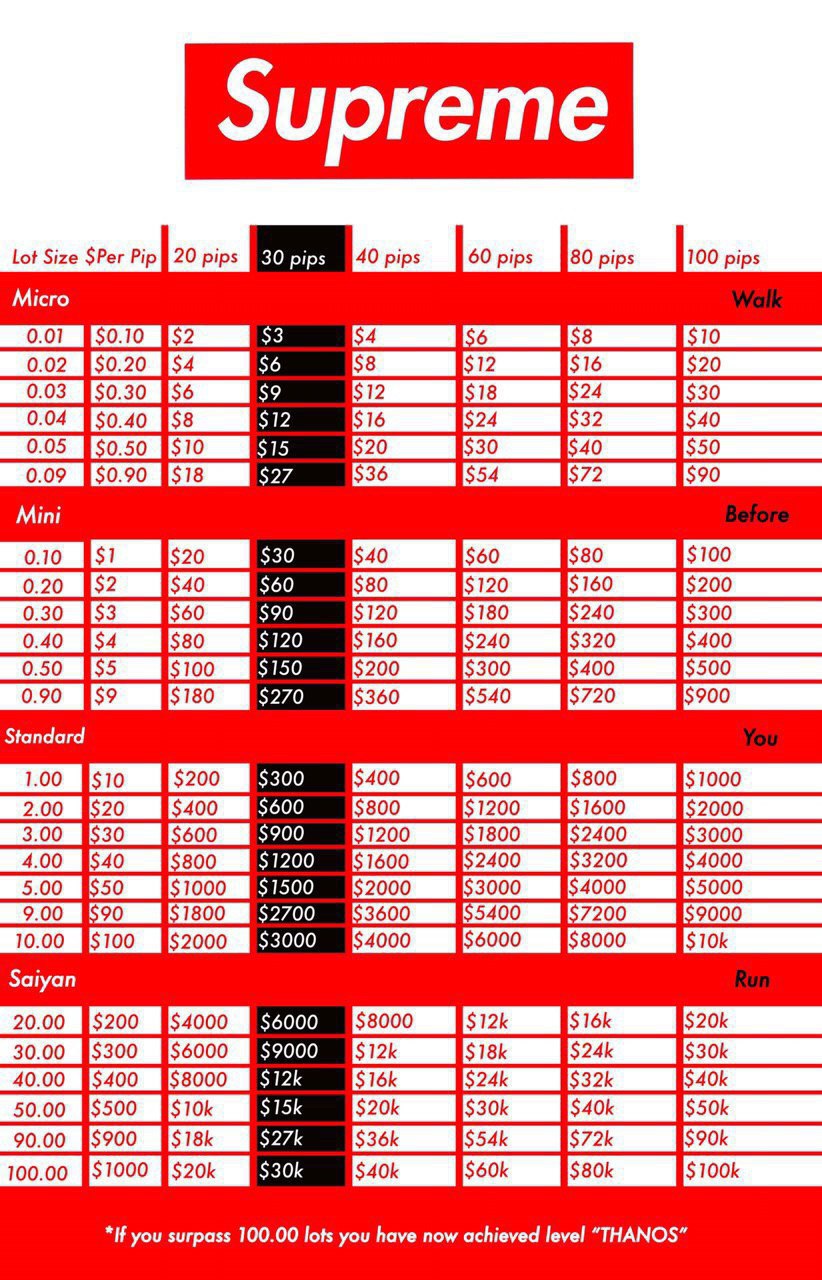 Supreme
Lot Size $Per Pip 20 pips 30 pips 40 pips 60 pips 80 pips 100 pips
Micro Walk
0.01 $0.10 $2 $3 $4 $6 $8 $10
0.02 $0.20 $4 $6 $8 $12 $16 $20
0.03 $0.30 $6 $9 $12 $18 $24 $30
0.04 $0.40 $8 $12 $16 $24 $32 $40
0.05 $0.50 $10 $15 $20 $30 $40 $50
0.09 $0.90 $18 $27 $36 $54 $72 $90
Mini Before
0.10 $1 $20 $30 $40 $60 $80 $100
0.20 $2 $40 $60 $80 $120 $160 $200
0.30 $3 $60 $90 $120 $180 $240 $300
0.40 $4 $80 $120 $160 $240 $320 $400
0.50 $5 $100 $150 $200 $300 $400 $500
0.90 $9 $180 $270 $360 $540 $720 $900
Standard You
1.00 $10 $200 $300 $400 $600 $800 $1000
2.00 $20 $400 $600 $800 $1200 $1600 $2000
3.00 $30 $600 $900 $1200 $1800 $2400 $3000
4.00 $40 $800 $1200 $1600 $2400 $3200 $4000
5.00 $50 $1000 $1500 $2000 $3000 $4000 $5000
9.00 $90 $1800 $2700 $3600 $5400 $7200 $9000
10.00 $100 $2000 $3000 $4000 $6000 $8000 $10k
Saiyan Run
20.00 $200 $4000 $6000 $8000 $12k $16k $20k
30.00 $300 $6000 $9000 $12k $18k $24k $30k
40.00 $400 $8000 $12k $16k $24k $32k $40k
50.00 $500 $10k $15k $20k $30k $40k $50k
90.00 $900 $18k $27k $36k $54k $72k $90k
100.00 $1000 $20k $30k $40k $60k $80k $100k
*If you surpass 100.00 lots you have now achieved level “THANOS”